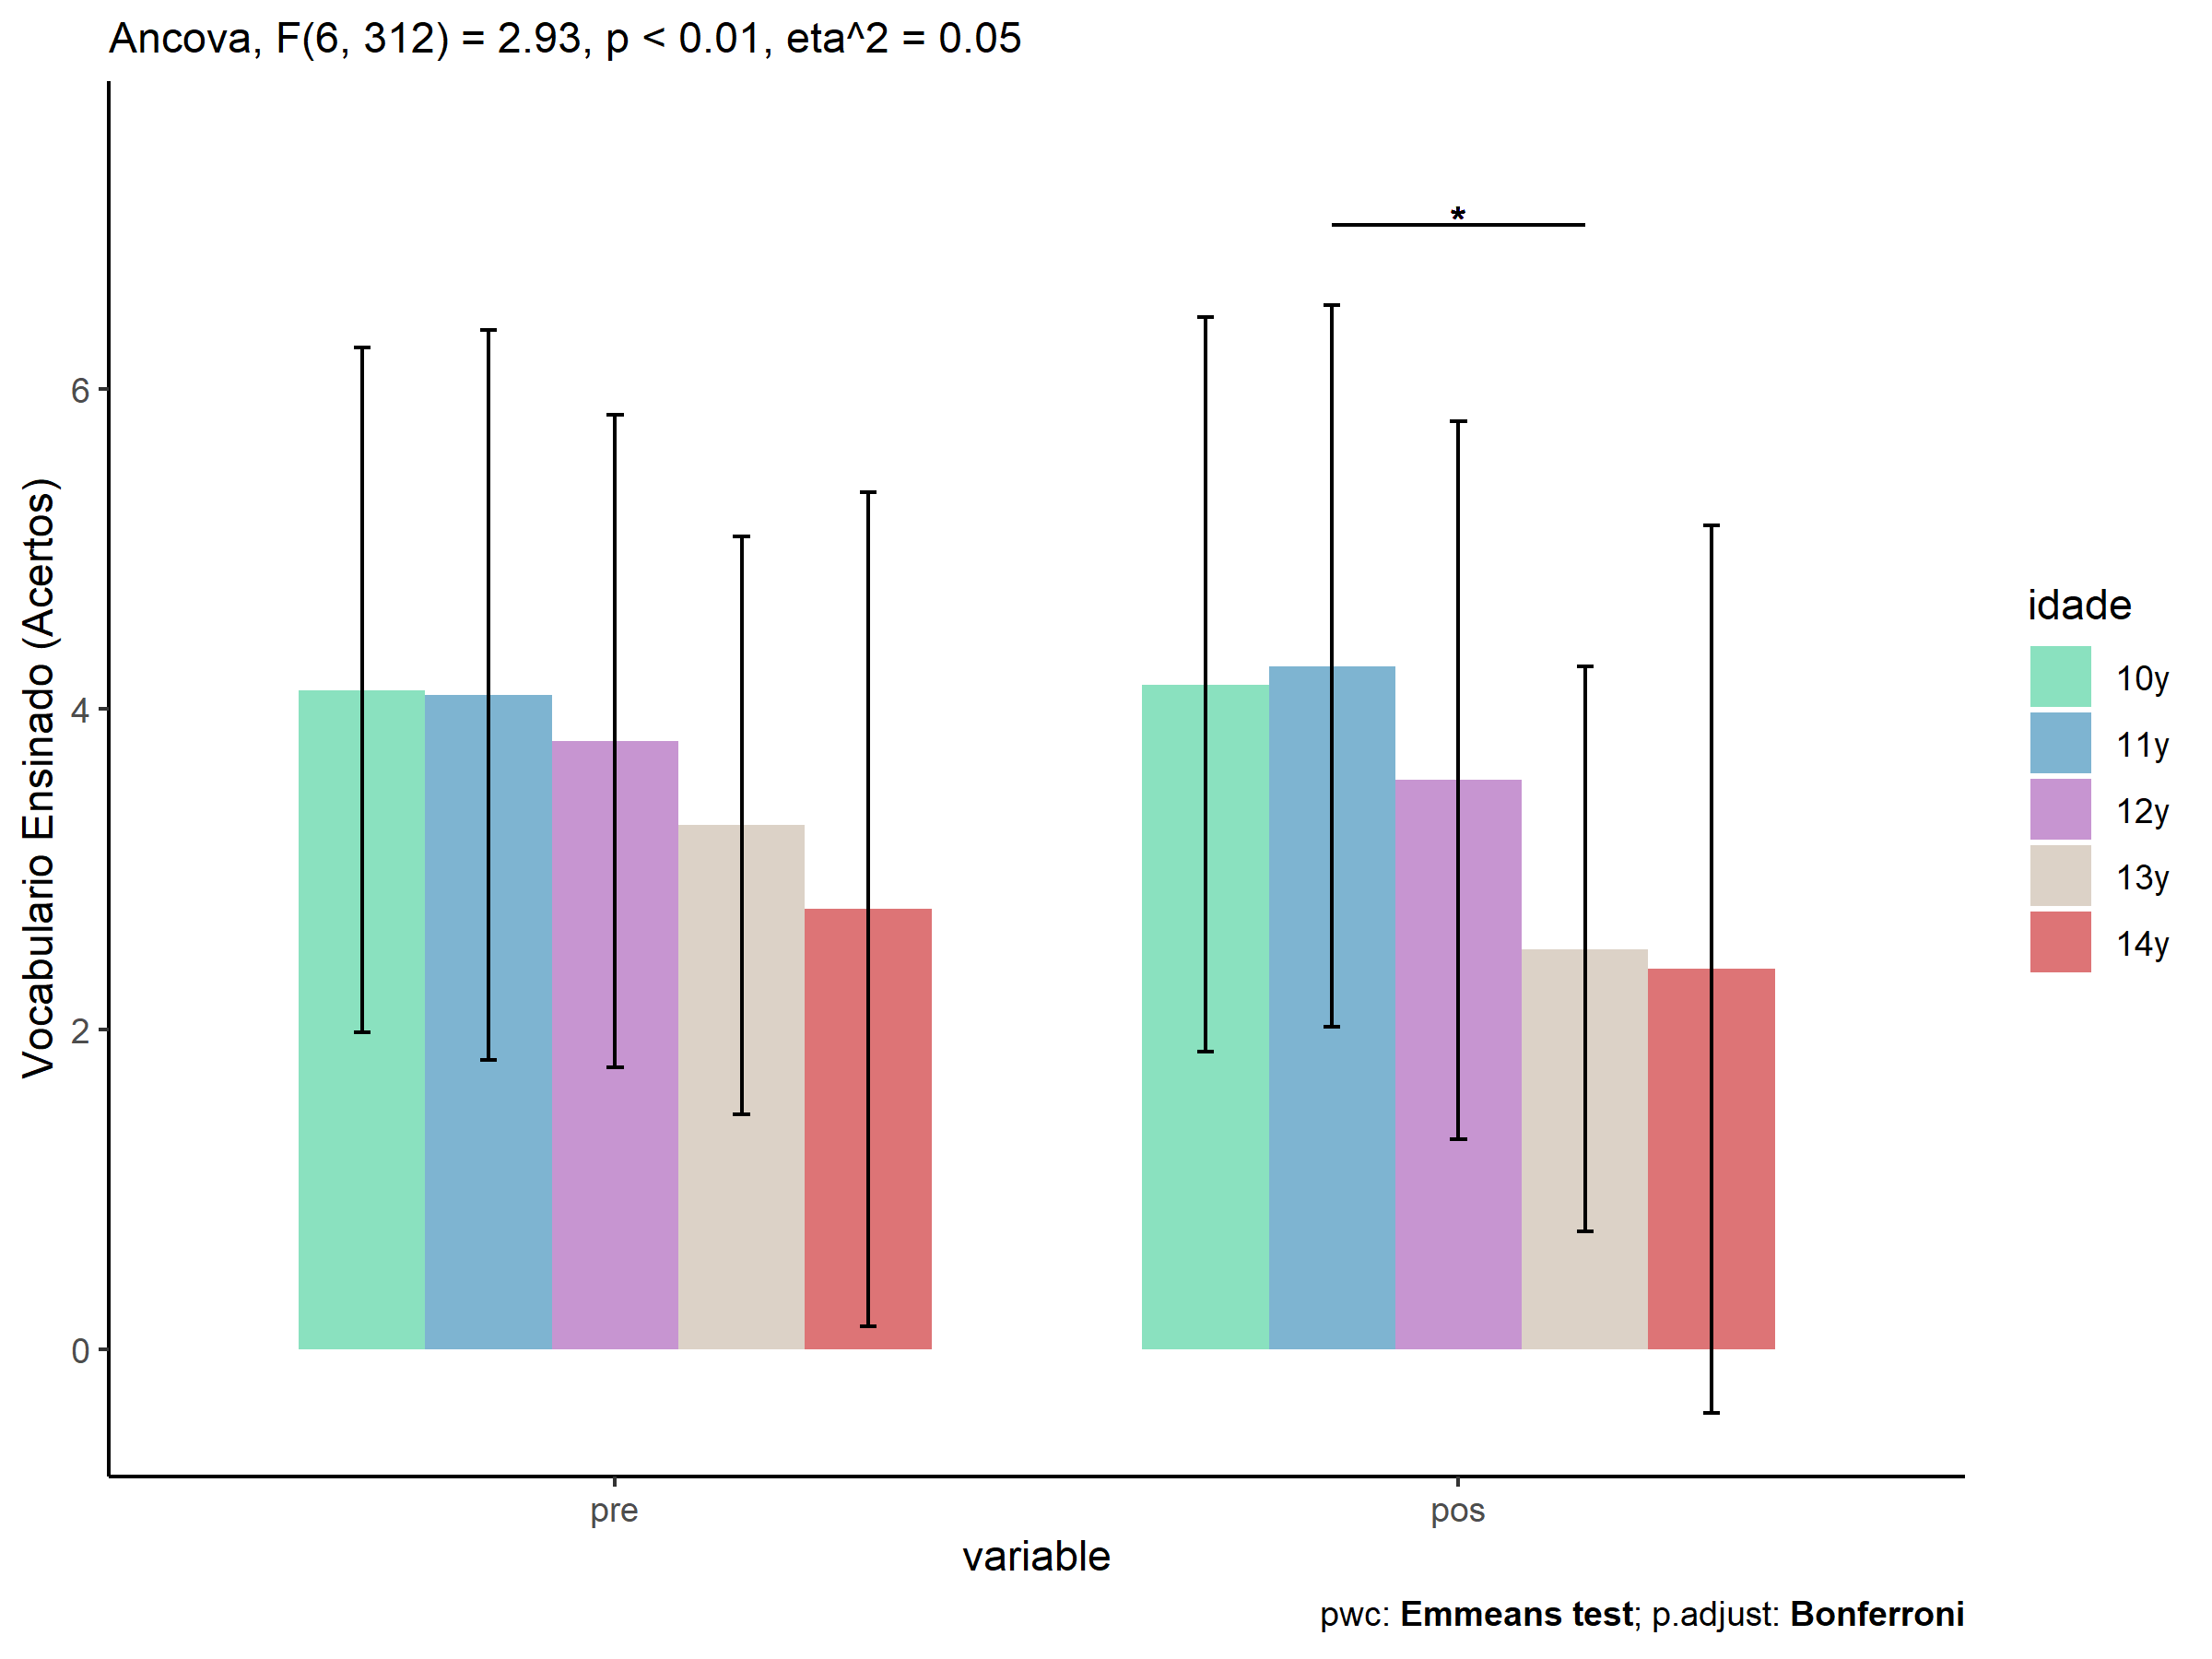 Ancova, F(6, 312) = 2.93, p < 0.01, eta^2 = 0.05
Vocabulario Ensinado (Acertos)
6
4
2
0
*
pre
pos
variable
idade
10y
11y
12y
13y
14y
pwc: Emmeans test; p.adjust: Bonferroni